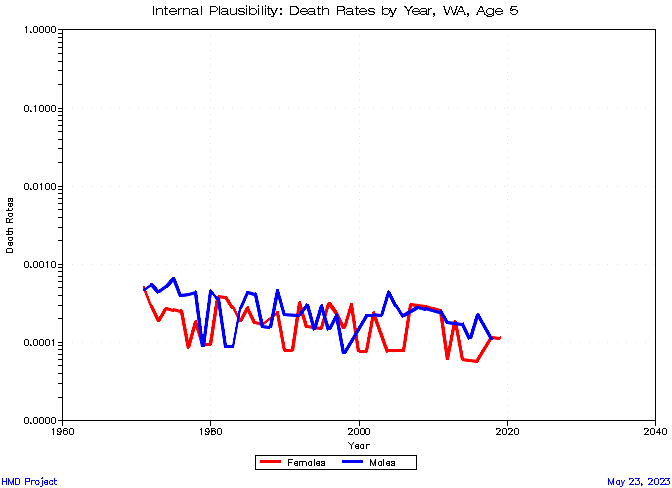 Internal Plausibility: Death Rates by Year, WA, Age 5
1.0000
0.1000
0.0100
0.0010
0.0001
0.0000
Death Rates
1960
1980
2000
2020
2040
Year
Females
Males
HMD Project
May 23, 2023